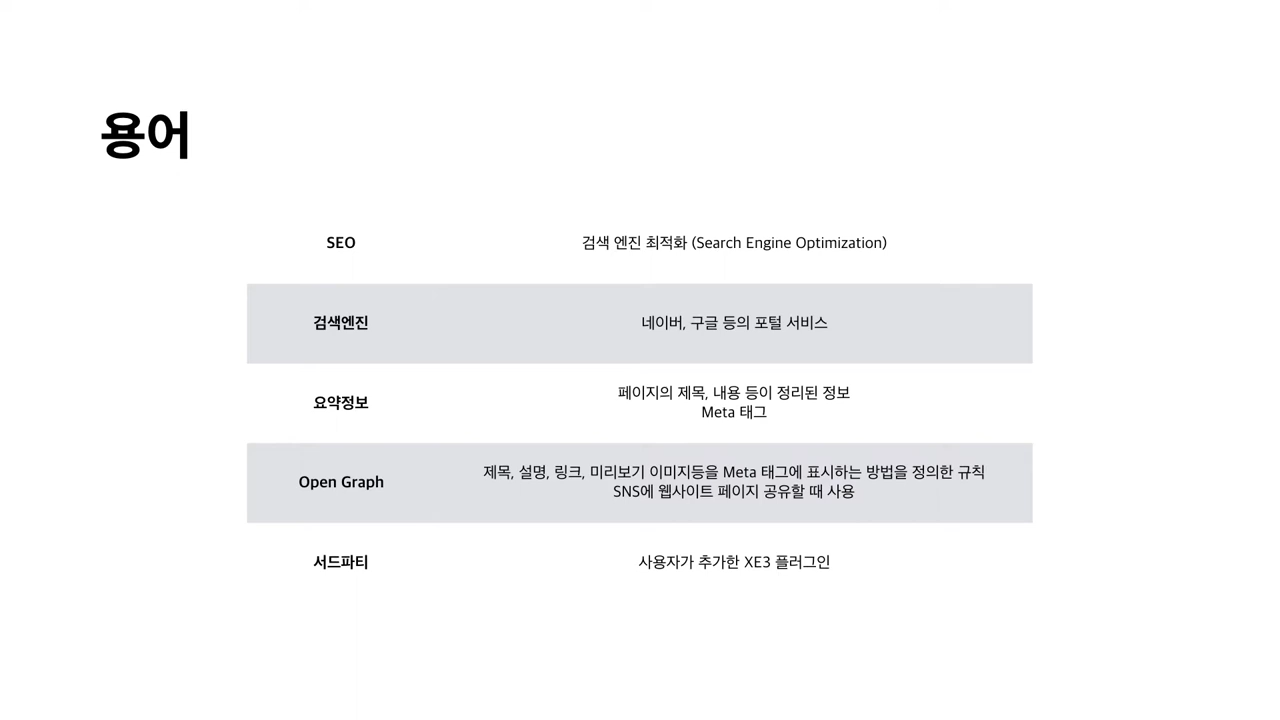 용어
SEO
검색 엔진 최적화 (Search Engine Optimization)
검색엔진
네이버, 구글 등의 포털 서비스
요약정보
페이지의 제목, 내용 등이 정리된 정보
Meta 태그
Open Graph
제목, 설명, 링크, 미리보기 이미지등을 Meta 태그에 표시하는 방법을 정의한 규칙
SNS에 웹사이트 페이지 공유할 때 사용
서드파티
사용자가 추가한 XE3 플러그인